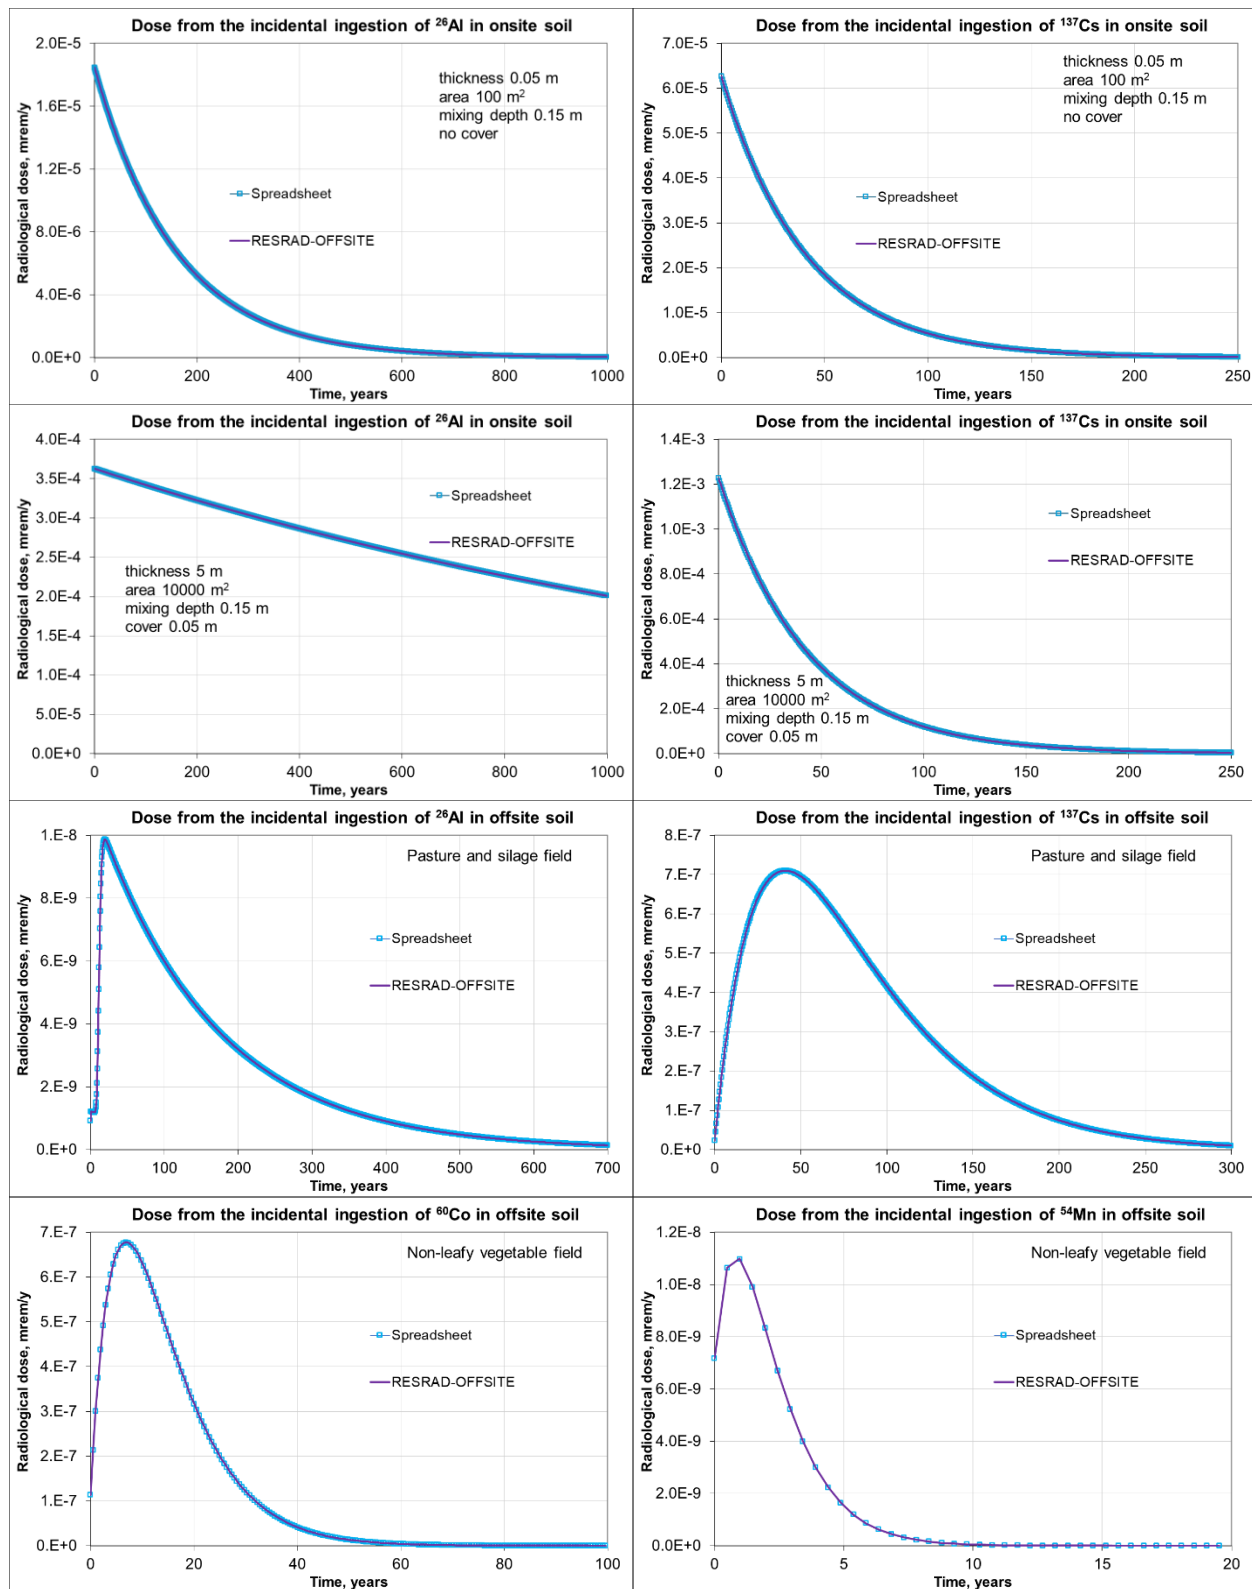 Dose from the incidental ingestion of ²⁶Al in onsite soil
Radiological dose, mrem/y
2.0E-5
1.6E-5
1.2E-5
8.0E-6
4.0E-6
0.0E+0
thickness 0.05 m
area 100 m²
mixing depth 0.15 m
no cover
Spreadsheet
RESRAD-OFFSITE
0 200 400 600 800 1000
Time, years
Dose from the incidental ingestion of ¹³⁷Cs in onsite soil
Radiological dose, mrem/y
7.0E-5
6.0E-5
5.0E-5
4.0E-5
3.0E-5
2.0E-5
1.0E-5
0.0E+0
thickness 0.05 m
area 100 m²
mixing depth 0.15 m
no cover
Spreadsheet
RESRAD-OFFSITE
0 50 100 150 200 250
Time, years
Dose from the incidental ingestion of ²⁶Al in onsite soil
Radiological dose, mrem/y
4.0E-4
3.5E-4
3.0E-4
2.5E-4
2.0E-4
1.5E-4
1.0E-4
5.0E-5
0.0E+0
Spreadsheet
RESRAD-OFFSITE
thickness 5 m
area 10000 m²
mixing depth 0.15 m
cover 0.05 m
0 200 400 600 800 1000
Time, years
Dose from the incidental ingestion of ¹³⁷Cs in onsite soil
Radiological dose, mrem/y
1.4E-3
1.2E-3
1.0E-3
8.0E-4
6.0E-4
4.0E-4
2.0E-4
0.0E+0
Spreadsheet
RESRAD-OFFSITE
thickness 5 m
area 10000 m²
mixing depth 0.15 m
cover 0.05 m
0 50 100 150 200 250
Time, years
Dose from the incidental ingestion of ²⁶Al in offsite soil
Radiological dose, mrem/y
1.E-8
8.E-9
6.E-9
4.E-9
2.E-9
0.E+0
Pasture and silage field
Spreadsheet
RESRAD-OFFSITE
0 100 200 300 400 500 600 700
Time, years
Dose from the incidental ingestion of ¹³⁷Cs in offsite soil
Radiological dose, mrem/y
8.E-7
7.E-7
6.E-7
5.E-7
4.E-7
3.E-7
2.E-7
1.E-7
0.E+0
Pasture and silage field
Spreadsheet
RESRAD-OFFSITE
0 50 100 150 200 250 300
Time, years
Dose from the incidental ingestion of ⁶⁰Co in offsite soil
Radiological dose, mrem/y
7.E-7
6.E-7
5.E-7
4.E-7
3.E-7
2.E-7
1.E-7
0.E+0
Non-leafy vegetable field
Spreadsheet
RESRAD-OFFSITE
0 20 40 60 80 100
Time, years
Dose from the incidental ingestion of ⁵⁴Mn in offsite soil
Radiological dose, mrem/y
1.2E-8
1.0E-8
8.0E-9
6.0E-9
4.0E-9
2.0E-9
0.0E+0
Non-leafy vegetable field
Spreadsheet
RESRAD-OFFSITE
0 5 10 15 20
Time, years